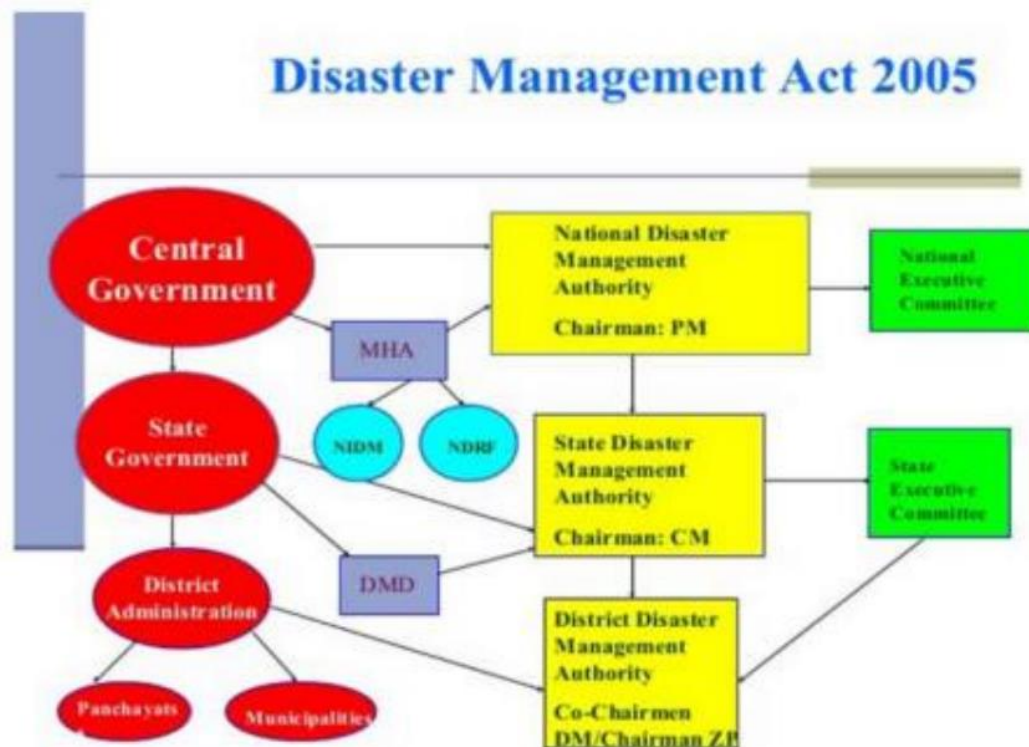 Disaster Management Act 2005
Central
Government
National Disaster
Management
Authority
Chairman: PM
National
Executive
Committee
MHA
NIDM
NDRF
State
Government
State Disaster
Management
Authority
Chairman: CM
State
Executive
Committee
DMD
District
Administration
District Disaster
Management
Authority
Co-Chairmen
DM/Chairman ZP
Panchayats
Municipalities